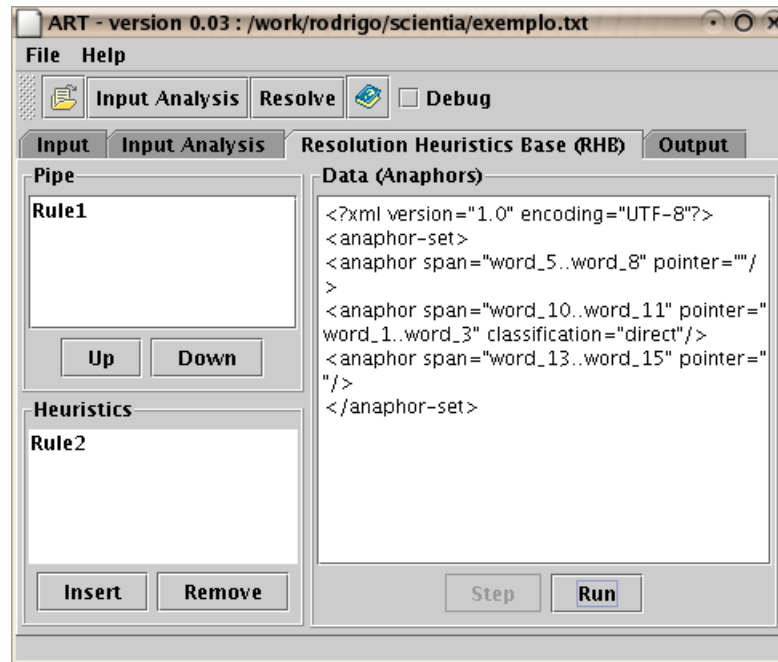 ART - version 0.03 : /work/rodrigo/scientia/exemplo.txt
File Help
Input Analysis Resolve Debug
Input Input Analysis Resolution Heuristics Base (RHB) Output
Pipe
Rule1
Up Down
Heuristics
Rule2
Insert Remove
Data (Anaphors)
<?xml version="1.0" encoding="UTF-8"?>
<anaphor-set>
<anaphor span="word_5..word_8" pointer=""/
>
<anaphor span="word_10..word_11" pointer="
word_1..word_3" classification="direct"/>
<anaphor span="word_13..word_15" pointer="
"/>
</anaphor-set>
Step Run